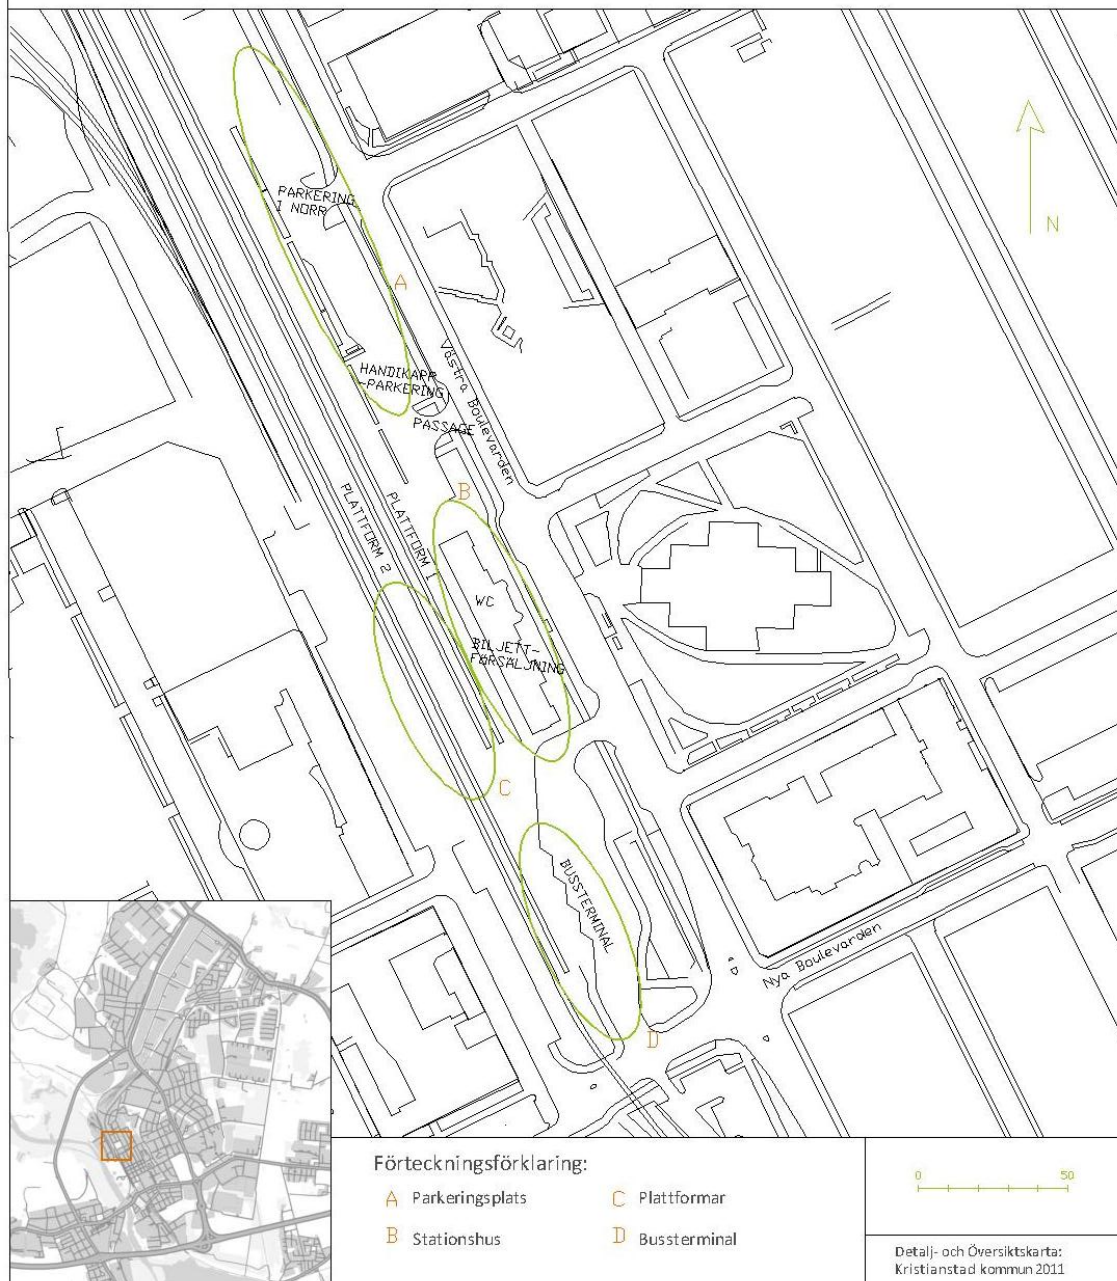 PARKERING
I NORR
A
N
Västra Boulevarden
HANDIKAPP
-PARKERING
PASSAGE
B
PLATTFORM 1
PLATTFORM 2
WC
BILJETT-
FÖRSÄLJNING
C
BUSSTERMINAL
Nya Boulevarden
D
Förteckningsförklaring:
A Parkeringsplats
B Stationshus
C Plattformar
D Bussterminal
0 50
Detalj- och Översiktskarta:
Kristianstad kommun 2011